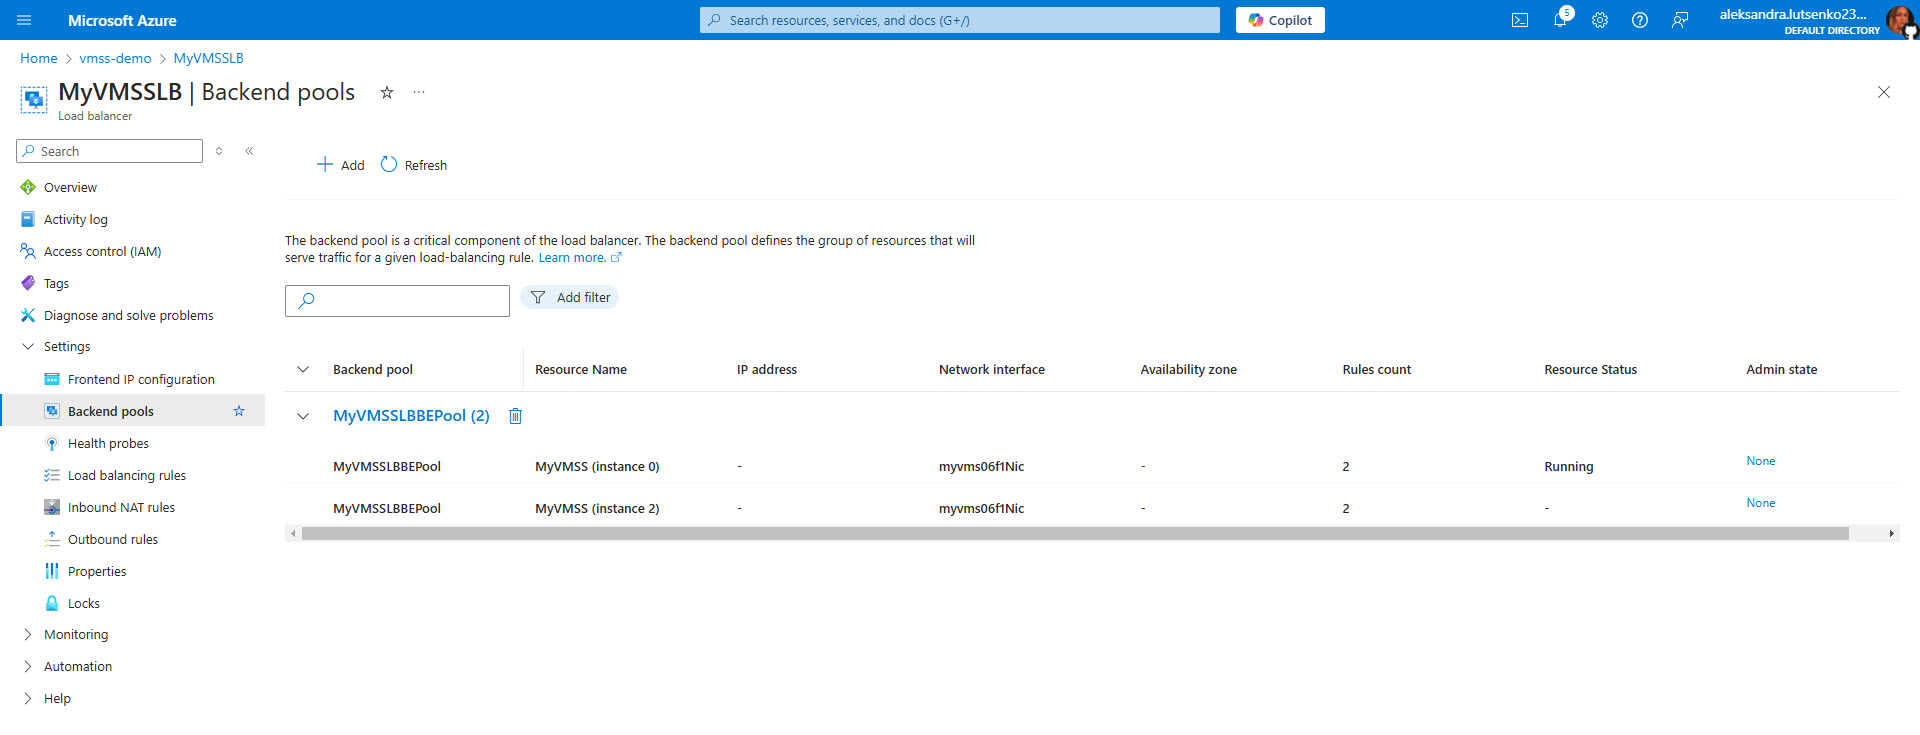 Microsoft Azure
Search resources, services, and docs (G+/)
Copilot
5
aleksandra.lutsenko23...
DEFAULT DIRECTORY
Home > vmss-demo > MyVMSSLB
MyVMSSLB | Backend pools
Load balancer
Search
Overview
Activity log
Access control (IAM)
Tags
Diagnose and solve problems
Settings
Frontend IP configuration
Backend pools
Health probes
Load balancing rules
Inbound NAT rules
Outbound rules
Properties
Locks
Monitoring
Automation
Help
Add Refresh
The backend pool is a critical component of the load balancer. The backend pool defines the group of resources that will
serve traffic for a given load-balancing rule. Learn more.
Add filter
Backend pool Resource Name IP address Network interface Availability zone Rules count Resource Status Admin state
MyVMSSLBBEPool (2)
MyVMSSLBBEPool MyVMSS (instance 0) - myvms06f1Nic - 2 Running None
MyVMSSLBBEPool MyVMSS (instance 2) - myvms06f1Nic - 2 - None